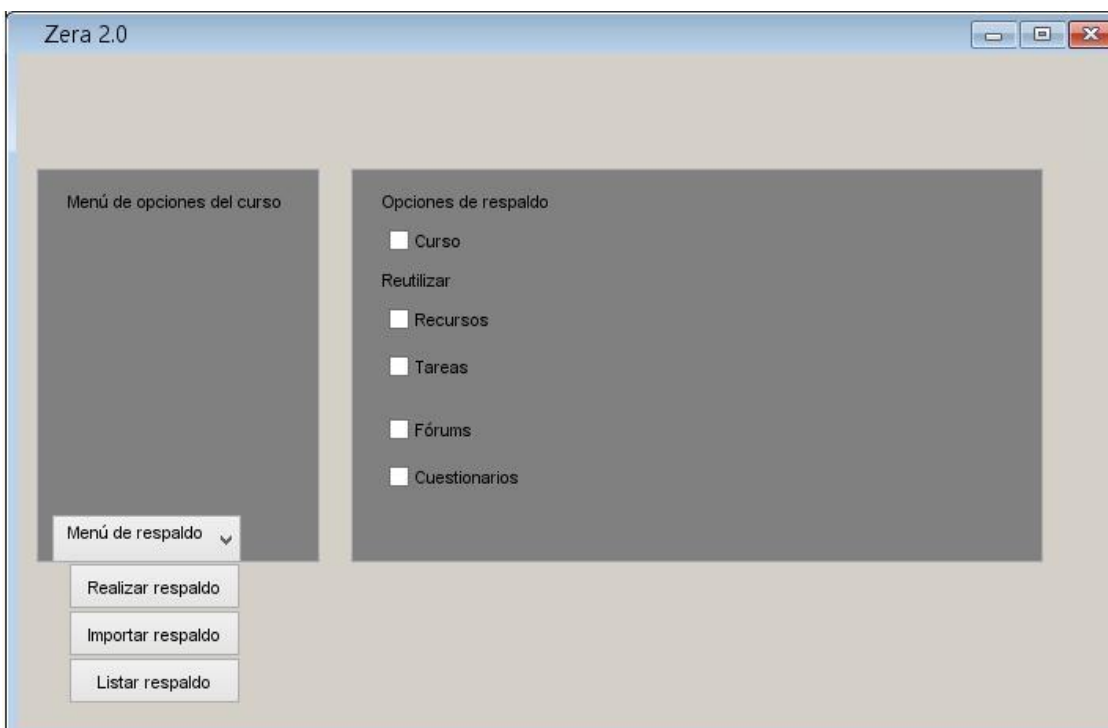 Zera 2.0
Menú de opciones del curso
Opciones de respaldo
Curso
Reutilizar
Recursos
Tareas
Fórums
Cuestionarios
Menú de respaldo
Realizar respaldo
Importar respaldo
Listar respaldo